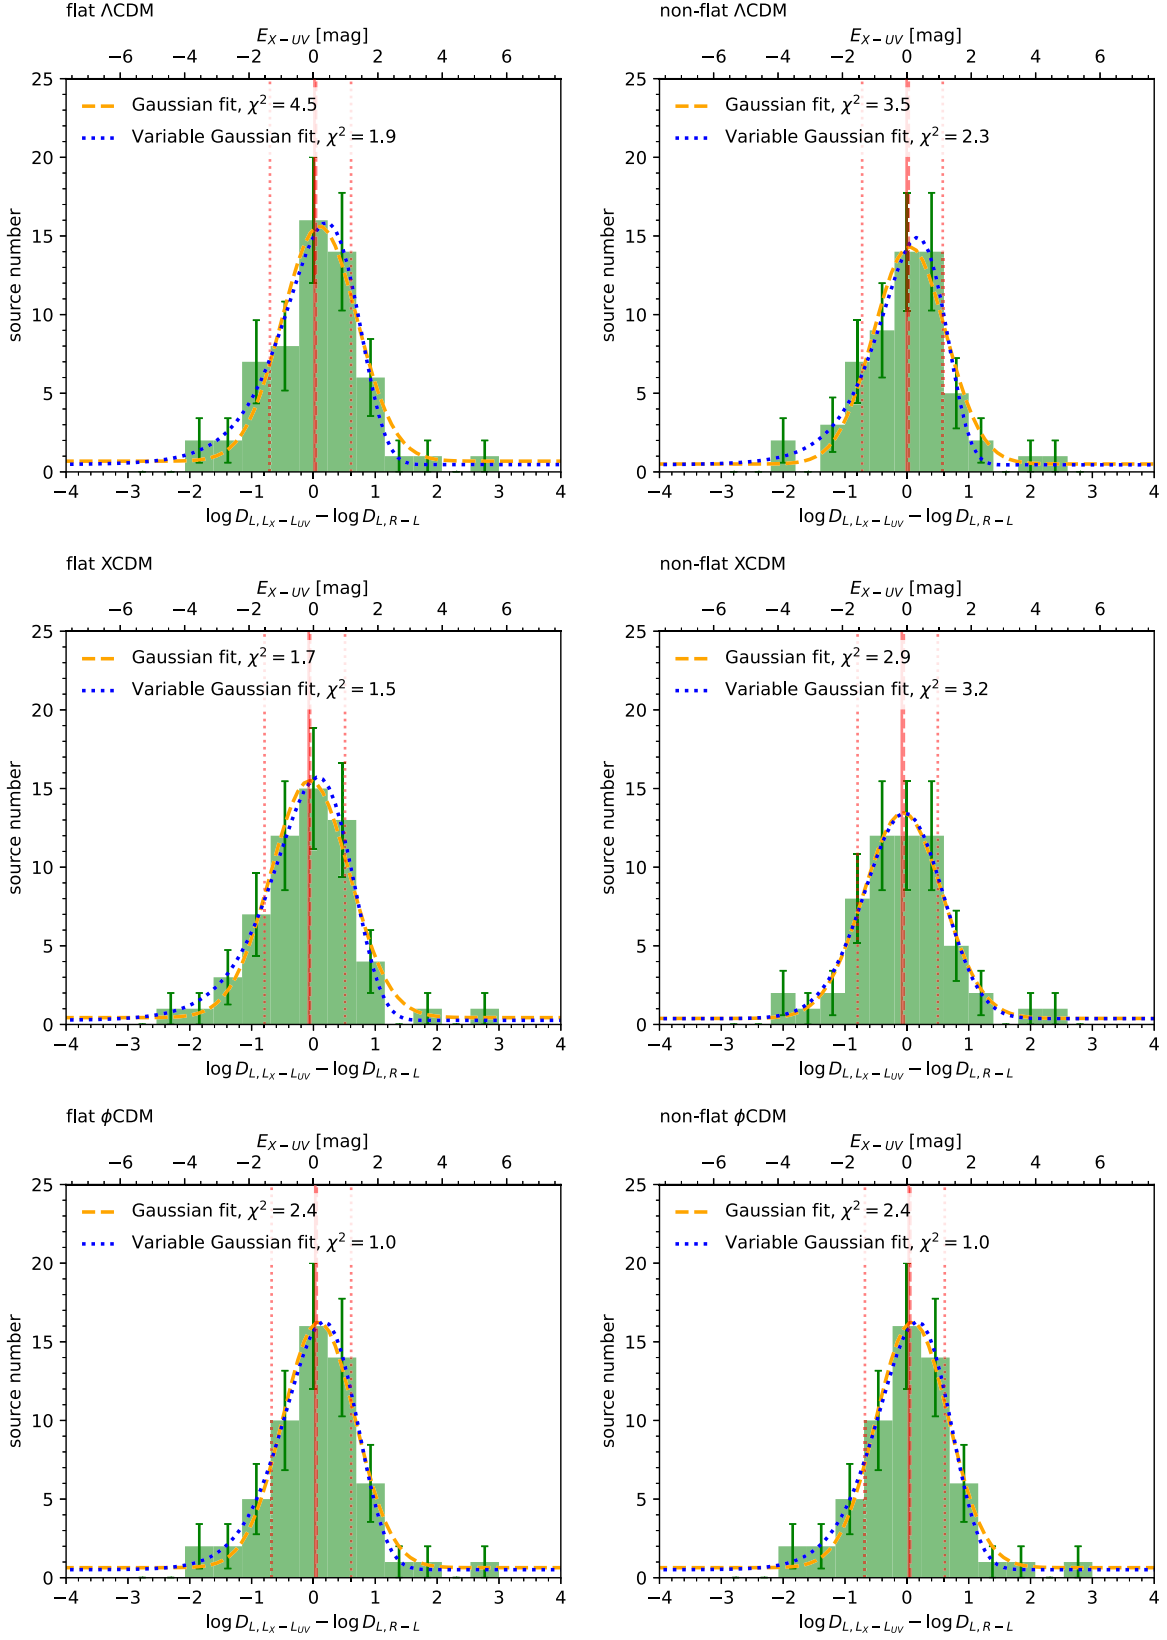 flat ΛCDM
E_{X−UV} [mag]
−6 −4 −2 0 2 4 6
25
20
15
10
5
0
source number
Gaussian fit, χ² = 4.5
Variable Gaussian fit, χ² = 1.9
−4 −3 −2 −1 0 1 2 3 4
log D_{L,L_X−L_{UV}} − log D_{L,R−L}
non-flat ΛCDM
E_{X−UV} [mag]
−6 −4 −2 0 2 4 6
25
20
15
10
5
0
source number
Gaussian fit, χ² = 3.5
Variable Gaussian fit, χ² = 2.3
−4 −3 −2 −1 0 1 2 3 4
log D_{L,L_X−L_{UV}} − log D_{L,R−L}
flat XCDM
E_{X−UV} [mag]
−6 −4 −2 0 2 4 6
25
20
15
10
5
0
source number
Gaussian fit, χ² = 1.7
Variable Gaussian fit, χ² = 1.5
−4 −3 −2 −1 0 1 2 3 4
log D_{L,L_X−L_{UV}} − log D_{L,R−L}
non-flat XCDM
E_{X−UV} [mag]
−6 −4 −2 0 2 4 6
25
20
15
10
5
0
source number
Gaussian fit, χ² = 2.9
Variable Gaussian fit, χ² = 3.2
−4 −3 −2 −1 0 1 2 3 4
log D_{L,L_X−L_{UV}} − log D_{L,R−L}
flat ϕCDM
E_{X−UV} [mag]
−6 −4 −2 0 2 4 6
25
20
15
10
5
0
source number
Gaussian fit, χ² = 2.4
Variable Gaussian fit, χ² = 1.0
−4 −3 −2 −1 0 1 2 3 4
log D_{L,L_X−L_{UV}} − log D_{L,R−L}
non-flat ϕCDM
E_{X−UV} [mag]
−6 −4 −2 0 2 4 6
25
20
15
10
5
0
source number
Gaussian fit, χ² = 2.4
Variable Gaussian fit, χ² = 1.0
−4 −3 −2 −1 0 1 2 3 4
log D_{L,L_X−L_{UV}} − log D_{L,R−L}